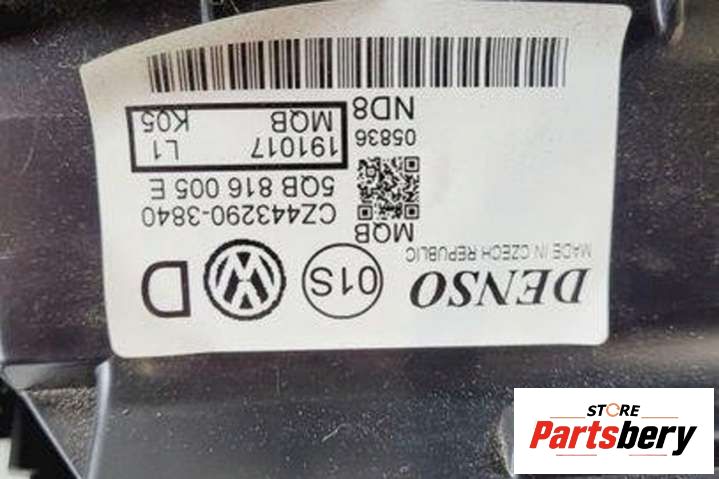 DENSO 01S VW D
MADE IN CZECH REPUBLIC
MQB
CZ443290-3840
5QB 816 005 E
191017 L1
MQB K05
05836
ND8
STORE
Partsbery